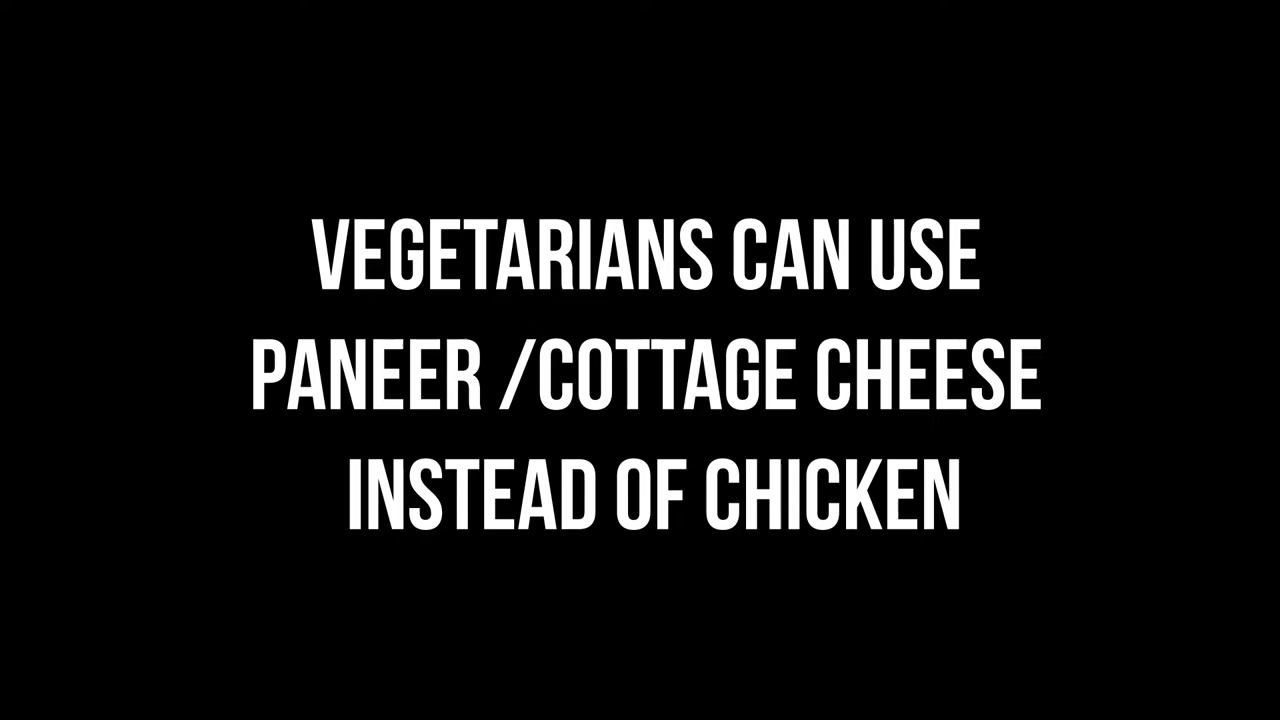 VEGETARIANS CAN USE
PANEER /COTTAGE CHEESE
INSTEAD OF CHICKEN